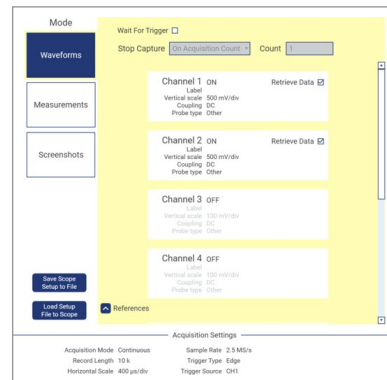 Mode
Waveforms
Measurements
Screenshots
Save Scope
Setup to File
Load Setup
File to Scope
Wait For Trigger
Stop Capture On Acquisition Count Count 1
Channel 1 ON Retrieve Data
Label
Vertical scale 500 mV/div
Coupling DC
Probe type Other
Channel 2 ON Retrieve Data
Label
Vertical scale 500 mV/div
Coupling DC
Probe type Other
Channel 3 OFF
Label
Vertical scale 100 mV/div
Coupling DC
Probe type Other
Channel 4 OFF
Label
Vertical scale 100 mV/div
Coupling DC
Probe type Other
References
Acquisition Settings
Acquisition Mode Continuous Sample Rate 2.5 MS/s
Record Length 10 k Trigger Type Edge
Horizontal Scale 400 µs/div Trigger Source CH1